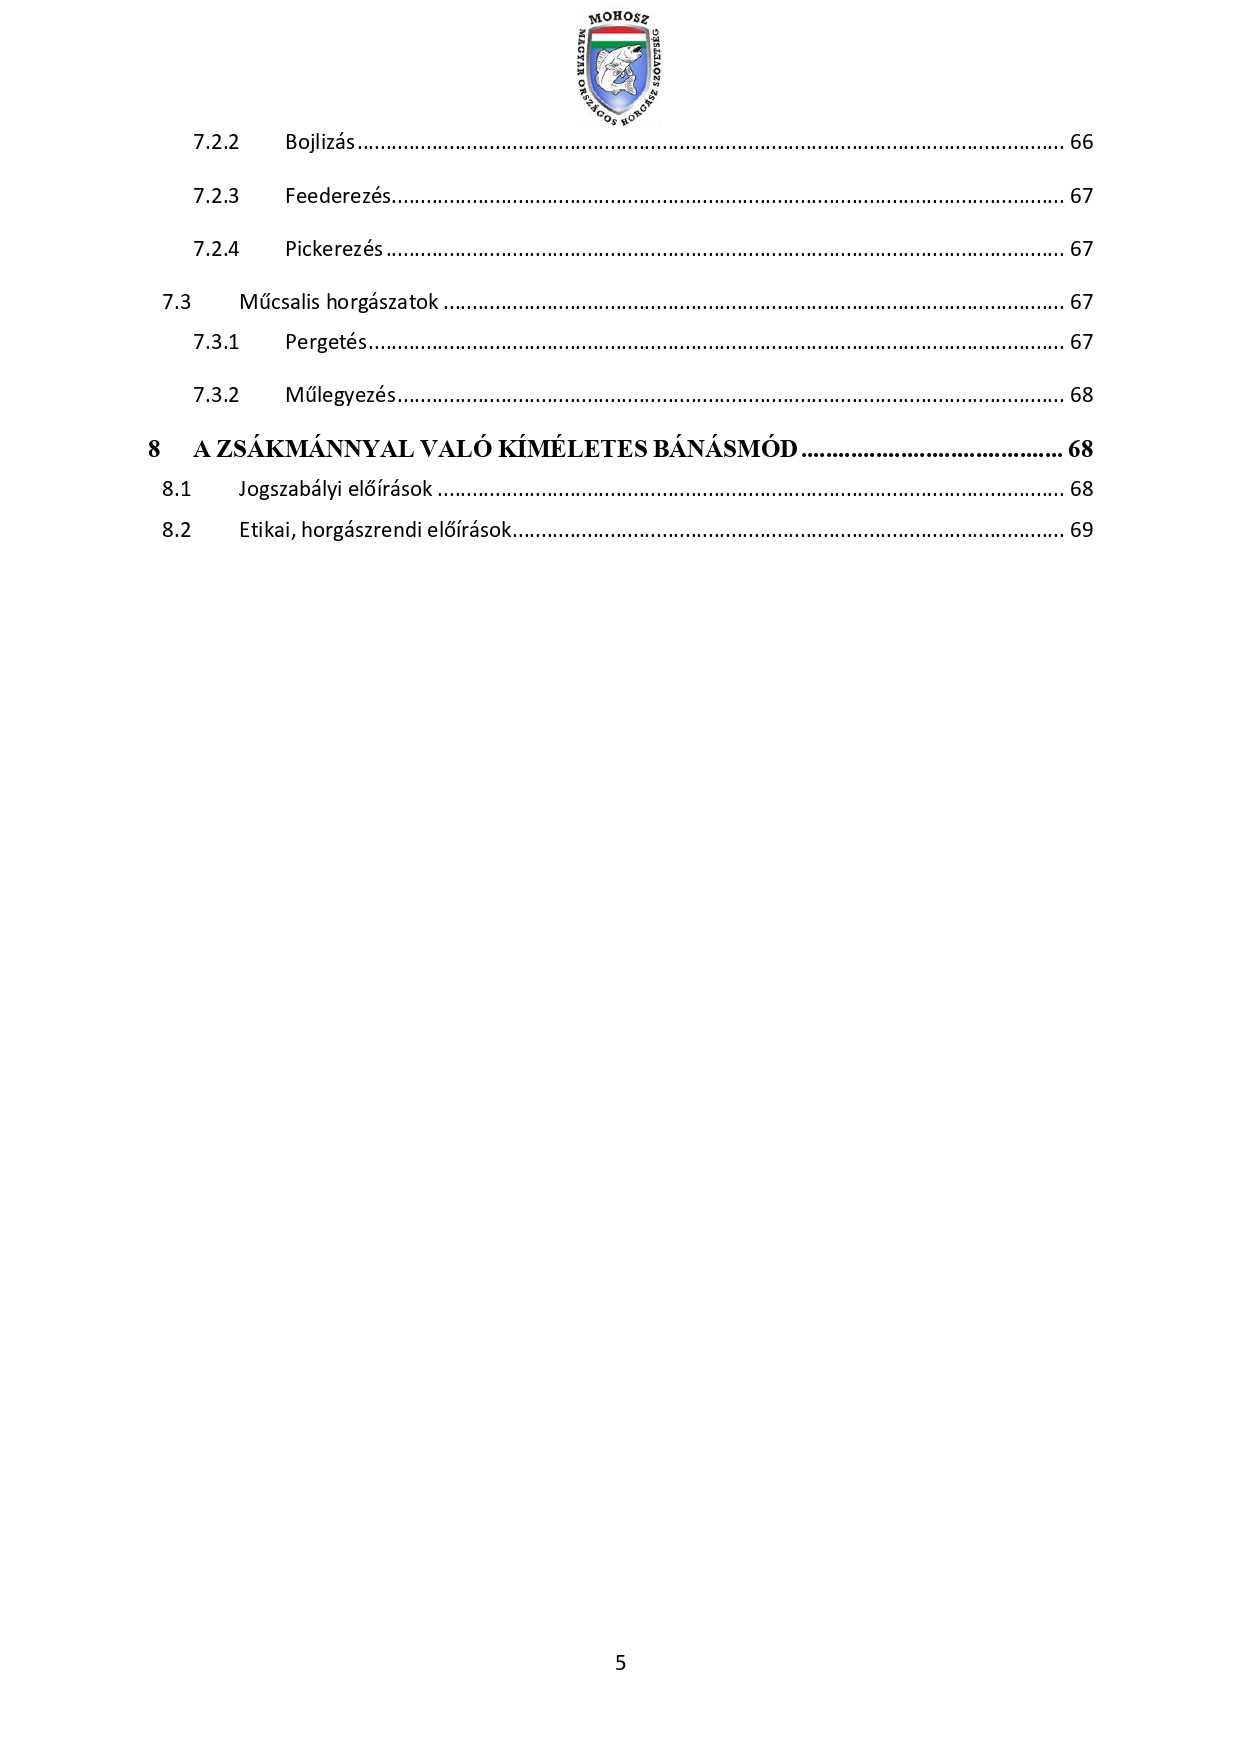 MOHOSZ
MAGYAR ORSZÁGOS HORGÁSZ SZÖVETSÉG
7.2.2 Bojlizás 66
7.2.3 Feederezés 67
7.2.4 Pickerezés 67
7.3 Műcsalis horgászatok 67
7.3.1 Pergetés 67
7.3.2 Műlegyezés 68
8 A ZSÁKMÁNNYAL VALÓ KÍMÉLETES BÁNÁSMÓD 68
8.1 Jogszabályi előírások 68
8.2 Etikai, horgászrendi előírások 69
5